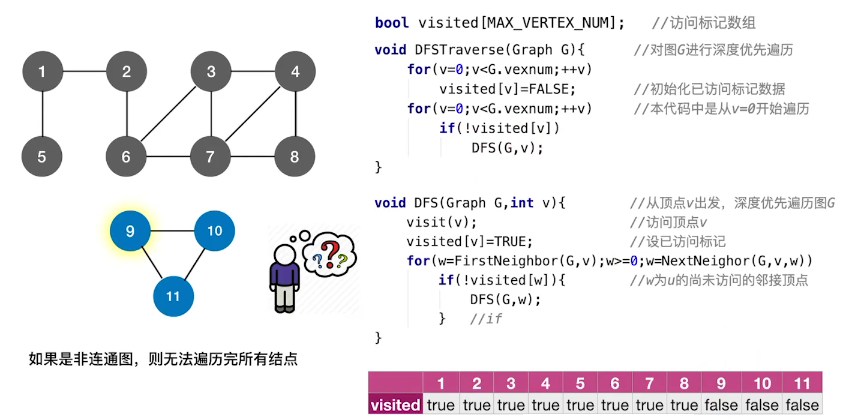 1 2 3 4
5 6 7 8
9 10
11
? ? ?
如果是非连通图，则无法遍历完所有结点
bool visited[MAX_VERTEX_NUM]; //访问标记数组
void DFSTraverse(Graph G){ //对图G进行深度优先遍历
for(v=0;v<G.vexnum;++v)
visited[v]=FALSE; //初始化已访问标记数据
for(v=0;v<G.vexnum;++v) //本代码中是从v=0开始遍历
if(!visited[v])
DFS(G,v);
}
void DFS(Graph G,int v){ //从顶点v出发，深度优先遍历图G
visit(v); //访问顶点v
visited[v]=TRUE; //设已访问标记
for(w=FirstNeighbor(G,v);w>=0;w=NextNeighor(G,v,w))
if(!visited[w]){ //w为u的尚未访问的邻接顶点
DFS(G,w);
} //if
}
1 2 3 4 5 6 7 8 9 10 11
visited true true true true true true true true false false false